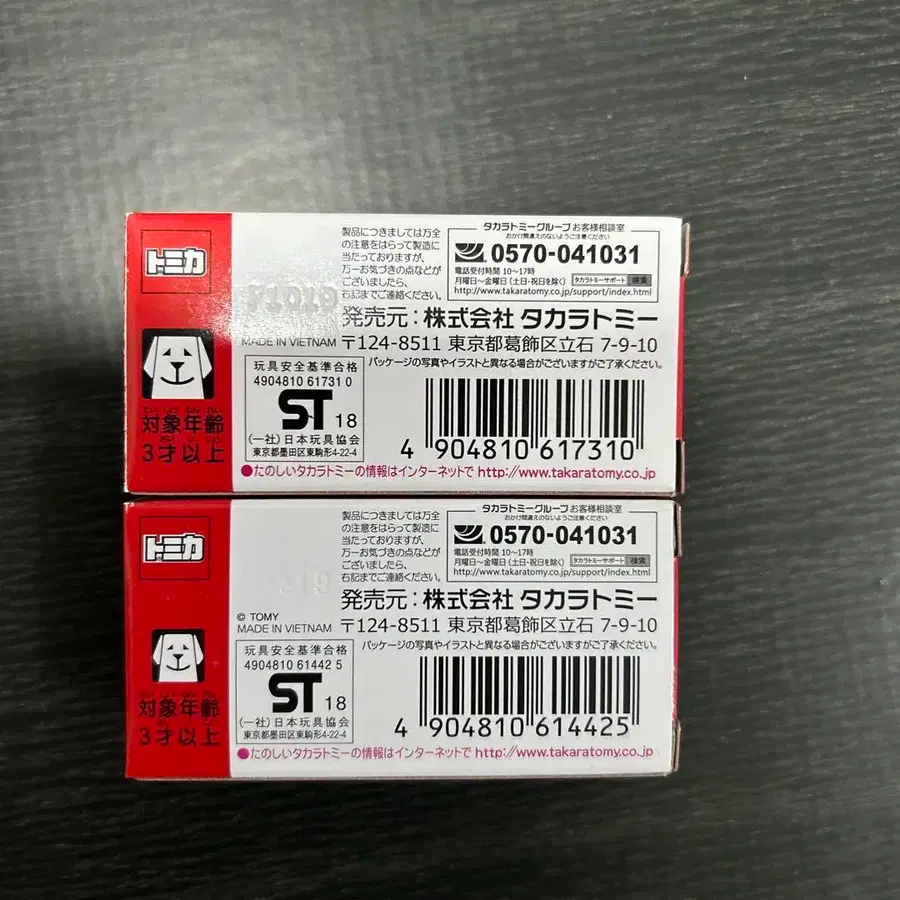 トミカ
対象年齢
3才以上
製品につきましては万全
の注意をはらって製造に
当たっておりますが、
万一お気づきの点などが
ございましたら、
右記までご連絡ください。
タカラトミーグループ お客様相談室
おかけ間違えのないようご注意ください
0570-041031
電話受付時間 10〜17時
月曜日〜金曜日(土日・祝日を除く) タカラトミーサポート 検索
http://www.takaratomy.co.jp/support/index.html
発売元:株式会社 タカラトミー
MADE IN VIETNAM 〒124-8511 東京都葛飾区立石 7-9-10
パッケージの写真やイラストと異なる場合がございますがご了承ください。
玩具安全基準合格
4904810 61731 0
ST 18
(一社)日本玩具協会
東京都墨田区東駒形4-22-4
4 904810 617310
●たのしいタカラトミーの情報はインターネットで http://www.takaratomy.co.jp
トミカ
対象年齢
3才以上
製品につきましては万全
の注意をはらって製造に
当たっておりますが、
万一お気づきの点などが
ございましたら、
右記までご連絡ください。
タカラトミーグループ お客様相談室
おかけ間違えのないようご注意ください
0570-041031
電話受付時間 10〜17時
月曜日〜金曜日(土日・祝日を除く) タカラトミーサポート 検索
http://www.takaratomy.co.jp/support/index.html
発売元:株式会社 タカラトミー
© TOMY
MADE IN VIETNAM 〒124-8511 東京都葛飾区立石 7-9-10
パッケージの写真やイラストと異なる場合がございますがご了承ください。
玩具安全基準合格
4904810 61442 5
ST 18
(一社)日本玩具協会
東京都墨田区東駒形4-22-4
4 904810 614425
●たのしいタカラトミーの情報はインターネットで http://www.takaratomy.co.jp